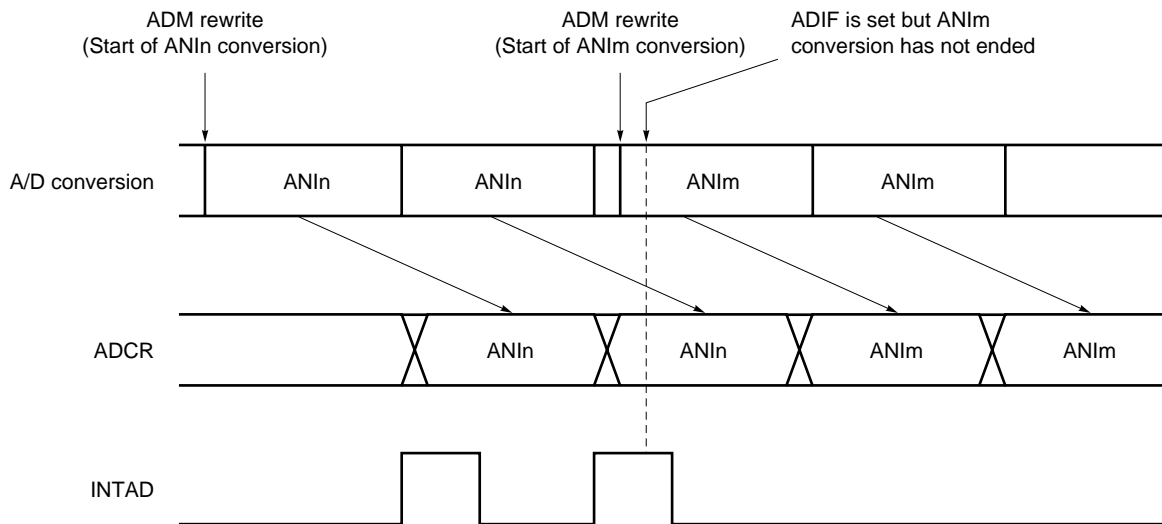 ADM rewrite
(Start of ANIn conversion)
ADM rewrite
(Start of ANIm conversion)
ADIF is set but ANIm
conversion has not ended
A/D conversion
ANIn
ANIn
ANIm
ANIm
ADCR
ANIn
ANIn
ANIm
ANIm
INTAD